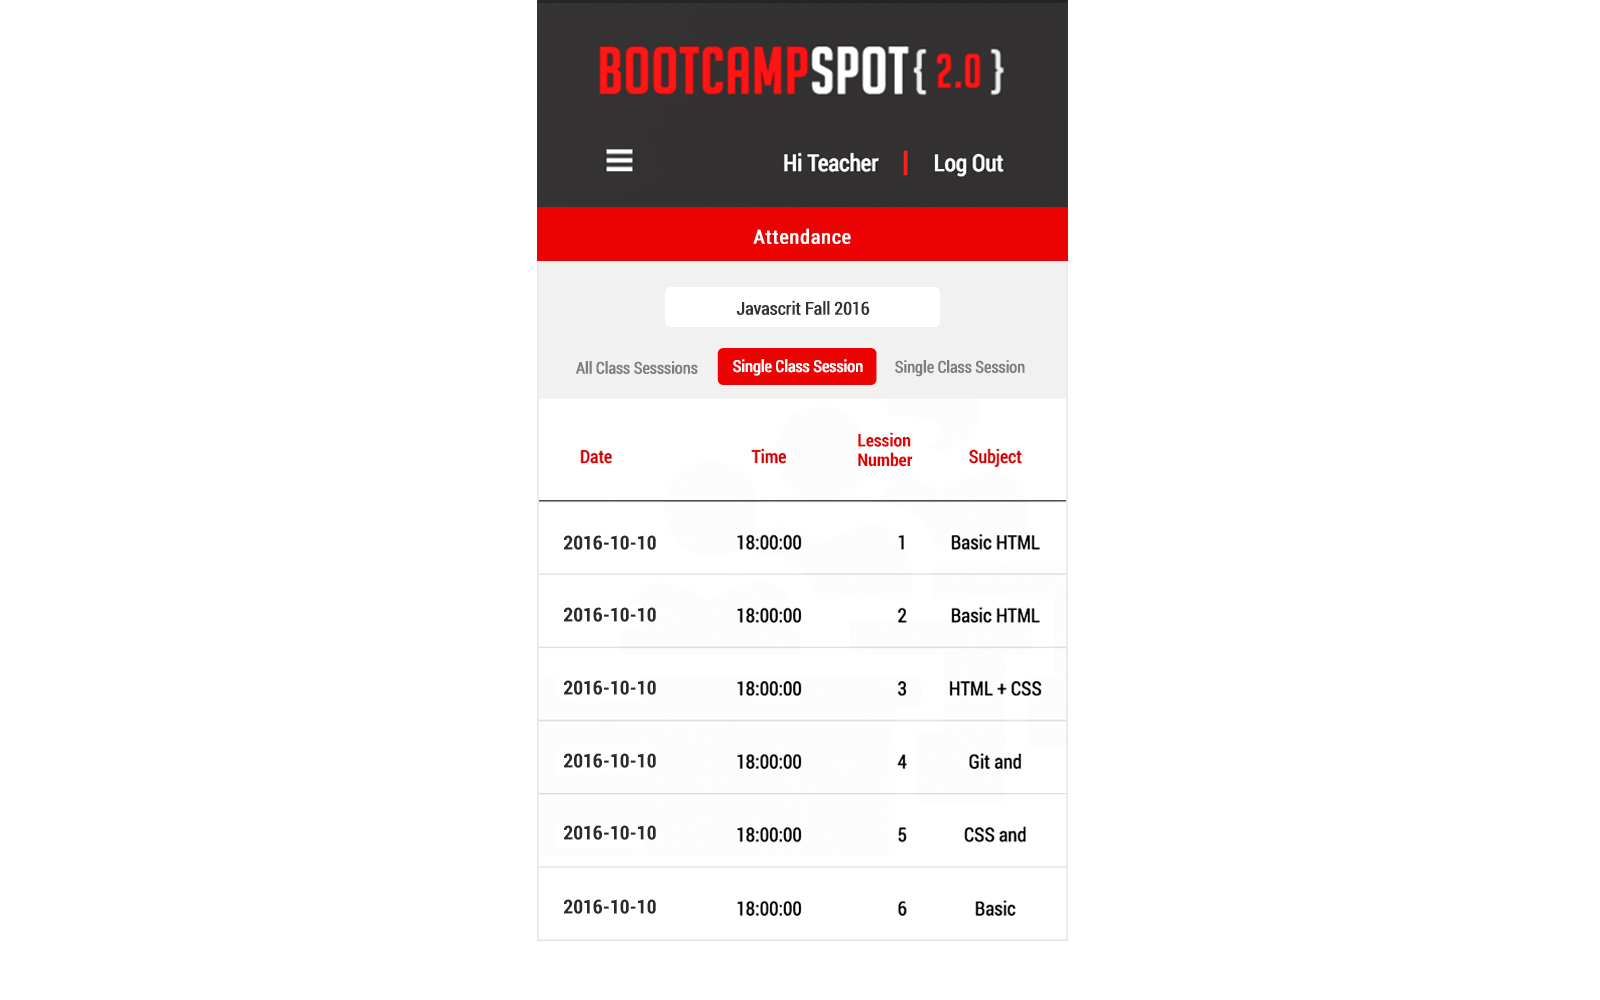 BOOTCAMPSPOT{ 2.0 }
Hi Teacher | Log Out
Attendance
Javascrit Fall 2016
All Class Sesssions Single Class Session Single Class Session
Date Time Lession Number Subject
2016-10-10 18:00:00 1 Basic HTML
2016-10-10 18:00:00 2 Basic HTML
2016-10-10 18:00:00 3 HTML + CSS
2016-10-10 18:00:00 4 Git and
2016-10-10 18:00:00 5 CSS and
2016-10-10 18:00:00 6 Basic